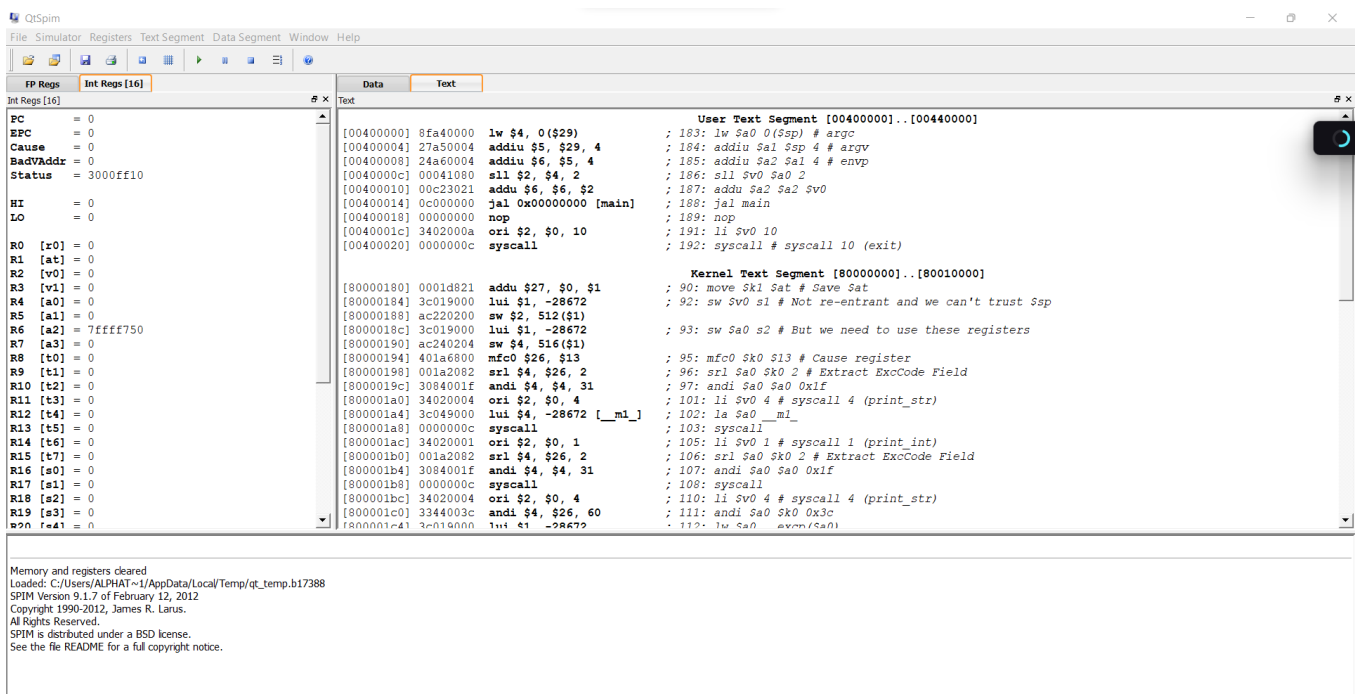 QtSpim
File Simulator Registers Text Segment Data Segment Window Help
FP Regs Int Regs [16]
Int Regs [16]
PC = 0
EPC = 0
Cause = 0
BadVAddr = 0
Status = 3000ff10
HI = 0
LO = 0
R0 [r0] = 0
R1 [at] = 0
R2 [v0] = 0
R3 [v1] = 0
R4 [a0] = 0
R5 [a1] = 0
R6 [a2] = 7ffff750
R7 [a3] = 0
R8 [t0] = 0
R9 [t1] = 0
R10 [t2] = 0
R11 [t3] = 0
R12 [t4] = 0
R13 [t5] = 0
R14 [t6] = 0
R15 [t7] = 0
R16 [s0] = 0
R17 [s1] = 0
R18 [s2] = 0
R19 [s3] = 0
R20 [s4] = 0
Data Text
Text
User Text Segment [00400000]..[00440000]
[00400000] 8fa40000 lw $4, 0($29) ; 183: lw $a0 0($sp) # argc
[00400004] 27a50004 addiu $5, $29, 4 ; 184: addiu $a1 $sp 4 # argv
[00400008] 24a60004 addiu $6, $5, 4 ; 185: addiu $a2 $a1 4 # envp
[0040000c] 00041080 sll $2, $4, 2 ; 186: sll $v0 $a0 2
[00400010] 00c23021 addu $6, $6, $2 ; 187: addu $a2 $a2 $v0
[00400014] 0c000000 jal 0x00000000 [main] ; 188: jal main
[00400018] 00000000 nop ; 189: nop
[0040001c] 3402000a ori $2, $0, 10 ; 191: li $v0 10
[00400020] 0000000c syscall ; 192: syscall # syscall 10 (exit)
Kernel Text Segment [80000000]..[80010000]
[80000180] 0001d821 addu $27, $0, $1 ; 90: move $k1 $at # Save $at
[80000184] 3c019000 lui $1, -28672 ; 92: sw $v0 s1 # Not re-entrant and we can't trust $sp
[80000188] ac220200 sw $2, 512($1)
[8000018c] 3c019000 lui $1, -28672 ; 93: sw $a0 s2 # But we need to use these registers
[80000190] ac240204 sw $4, 516($1)
[80000194] 401a6800 mfc0 $26, $13 ; 95: mfc0 $k0 $13 # Cause register
[80000198] 001a2082 srl $4, $26, 2 ; 96: srl $a0 $k0 2 # Extract ExcCode Field
[8000019c] 3084001f andi $4, $4, 31 ; 97: andi $a0 $a0 0x1f
[800001a0] 34020004 ori $2, $0, 4 ; 101: li $v0 4 # syscall 4 (print_str)
[800001a4] 3c049000 lui $4, -28672 [__m1_] ; 102: la $a0 __m1_
[800001a8] 0000000c syscall ; 103: syscall
[800001ac] 34020001 ori $2, $0, 1 ; 105: li $v0 1 # syscall 1 (print_int)
[800001b0] 001a2082 srl $4, $26, 2 ; 106: srl $a0 $k0 2 # Extract ExcCode Field
[800001b4] 3084001f andi $4, $4, 31 ; 107: andi $a0 $a0 0x1f
[800001b8] 0000000c syscall ; 108: syscall
[800001bc] 34020004 ori $2, $0, 4 ; 110: li $v0 4 # syscall 4 (print_str)
[800001c0] 3344003c andi $4, $26, 60 ; 111: andi $a0 $k0 0x3c
[800001c4] 3c019000 lui $1, -28672 ; 112: lw $a0 __excp($a0)
Memory and registers cleared
Loaded: C:/Users/ALPHAT~1/AppData/Local/Temp/qt_temp.b17388
SPIM Version 9.1.7 of February 12, 2012
Copyright 1990-2012, James R. Larus.
All Rights Reserved.
SPIM is distributed under a BSD license.
See the file README for a full copyright notice.